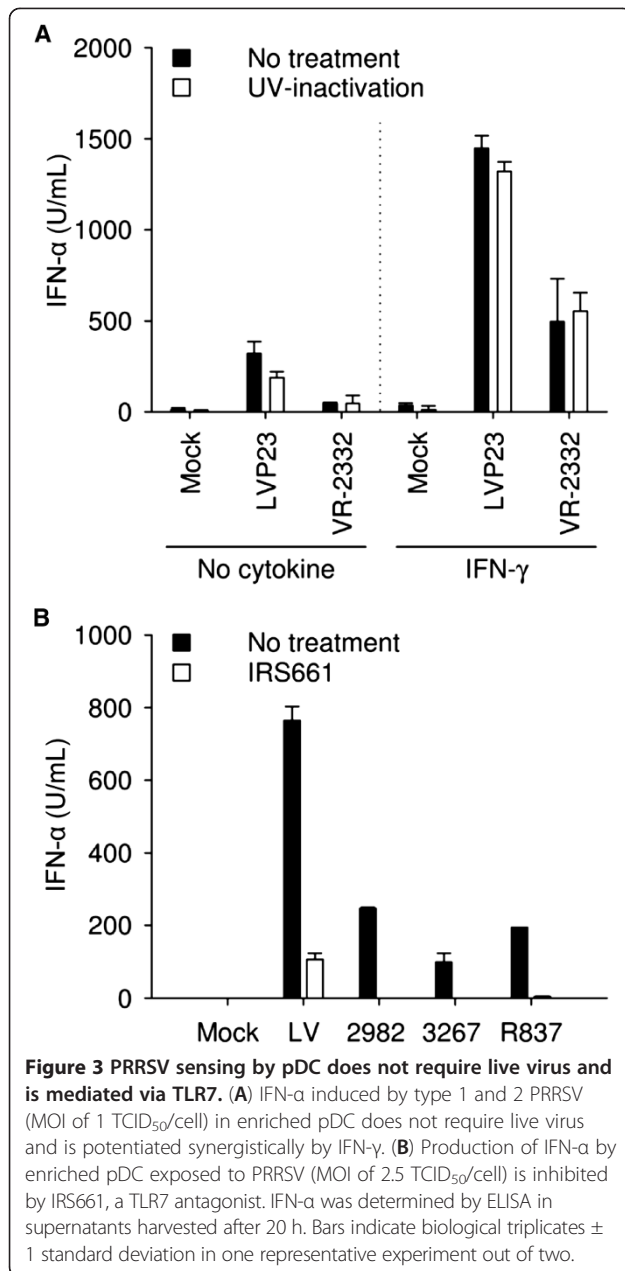 A
IFN-α (U/mL)
2000
1500
1000
500
0
No treatment
UV-inactivation
Mock
LVP23
VR-2332
Mock
LVP23
VR-2332
No cytokine
IFN-γ
B
IFN-α (U/mL)
1000
800
600
400
200
0
No treatment
IRS661
Mock LV 2982 3267 R837
Figure 3 PRRSV sensing by pDC does not require live virus and
is mediated via TLR7. (A) IFN-α induced by type 1 and 2 PRRSV
(MOI of 1 TCID₅₀/cell) in enriched pDC does not require live virus
and is potentiated synergistically by IFN-γ. (B) Production of IFN-α by
enriched pDC exposed to PRRSV (MOI of 2.5 TCID₅₀/cell) is inhibited
by IRS661, a TLR7 antagonist. IFN-α was determined by ELISA in
supernatants harvested after 20 h. Bars indicate biological triplicates ±
1 standard deviation in one representative experiment out of two.